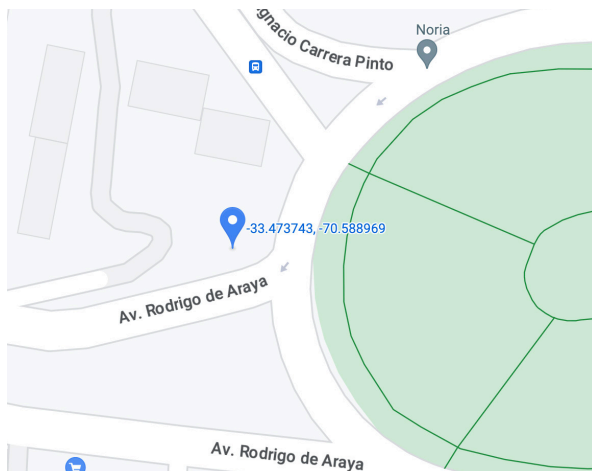 Noria
gnacio Carrera Pinto
-33.473743, -70.588969
Av. Rodrigo de Araya
Av. Rodrigo de Araya